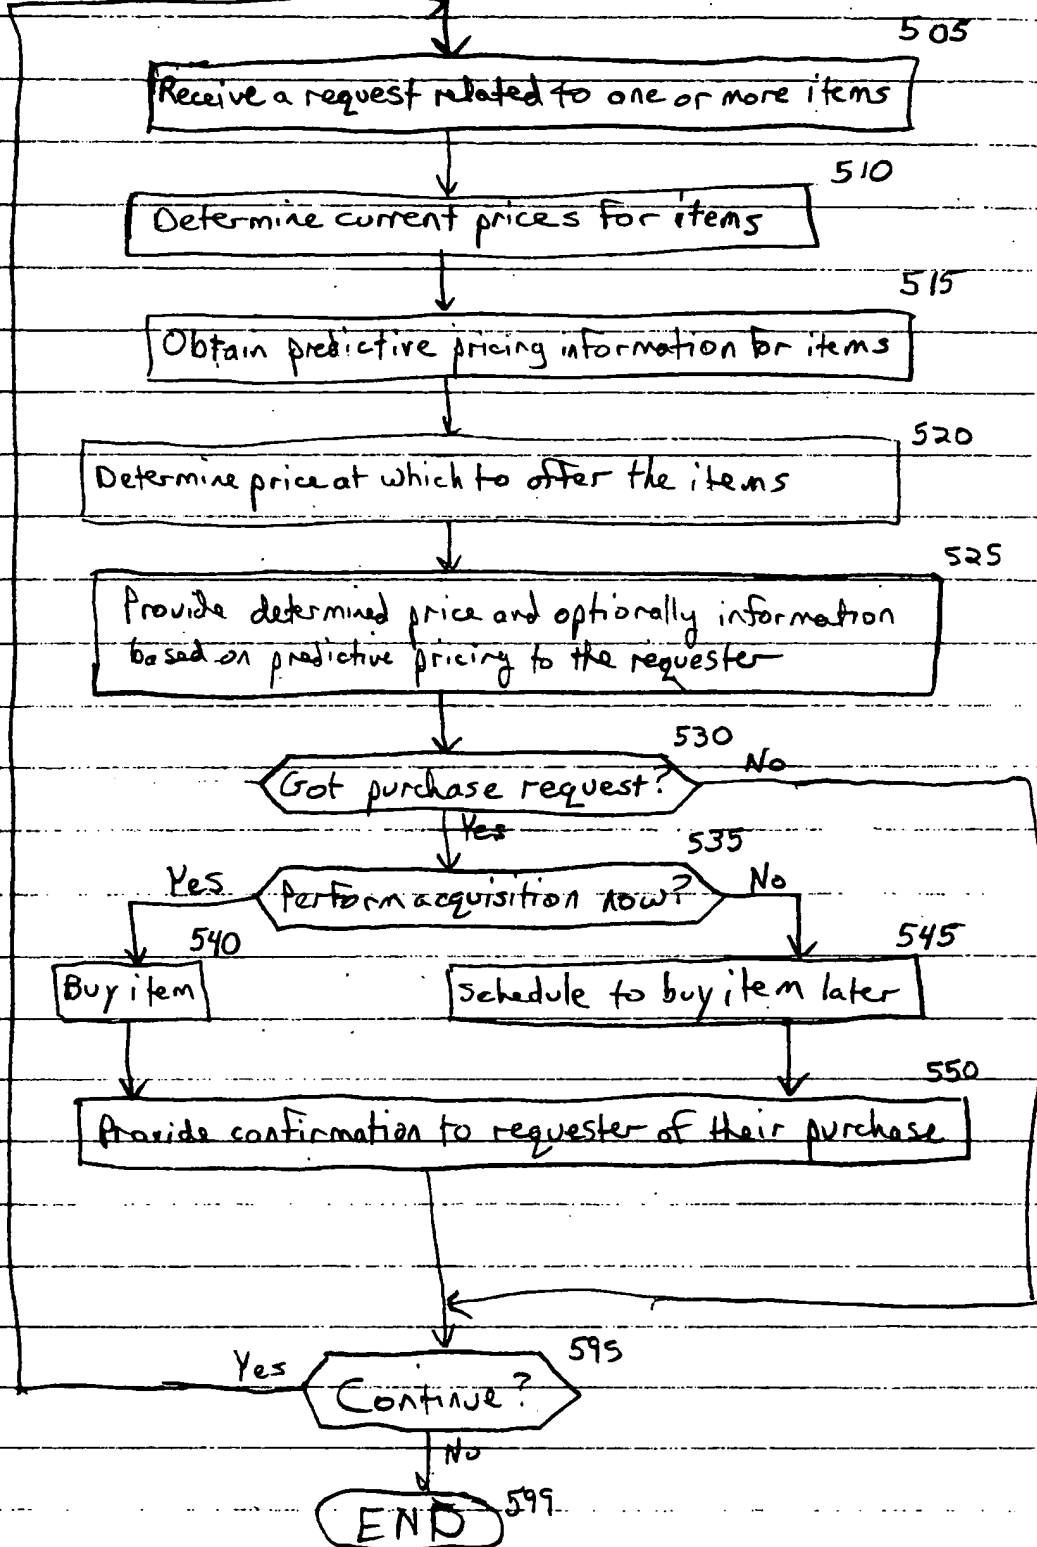 505
Receive a request related to one or more items
510
Determine current prices for items
515
Obtain predictive pricing information for items
520
Determine price at which to offer the items
525
Provide determined price and optionally information
based on predictive pricing to the requester
530
Got purchase request?
No
Yes
535
Perform acquisition now?
Yes
No
540
545
Buy item
Schedule to buy item later
550
Provide confirmation to requester of their purchase
595
Yes
Continue?
No
599
END